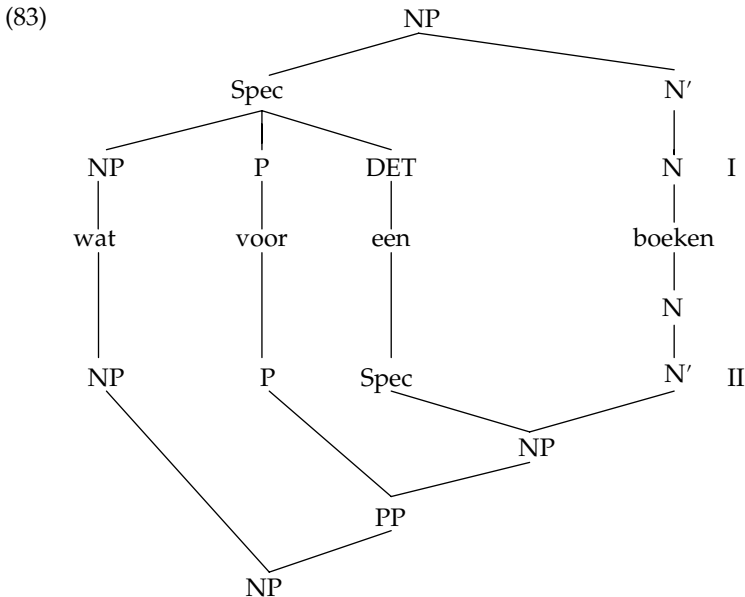 (83)
NP
Spec N′
NP P DET N I
wat voor een boeken
N
NP P Spec N′ II
NP
PP
NP